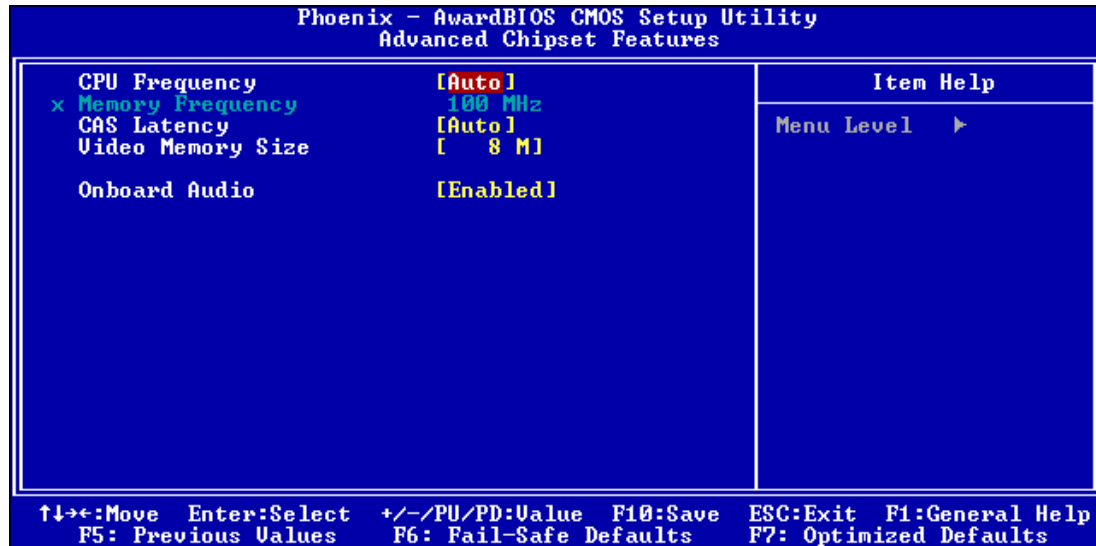 Phoenix - AwardBIOS CMOS Setup Utility
Advanced Chipset Features
CPU Frequency [Auto]
x Memory Frequency 100 MHz
CAS Latency [Auto]
Video Memory Size [ 8 M]
Onboard Audio [Enabled]
Item Help
Menu Level ►
↑↓→←:Move Enter:Select +/-/PU/PD:Value F10:Save ESC:Exit F1:General Help
F5: Previous Values F6: Fail-Safe Defaults F7: Optimized Defaults